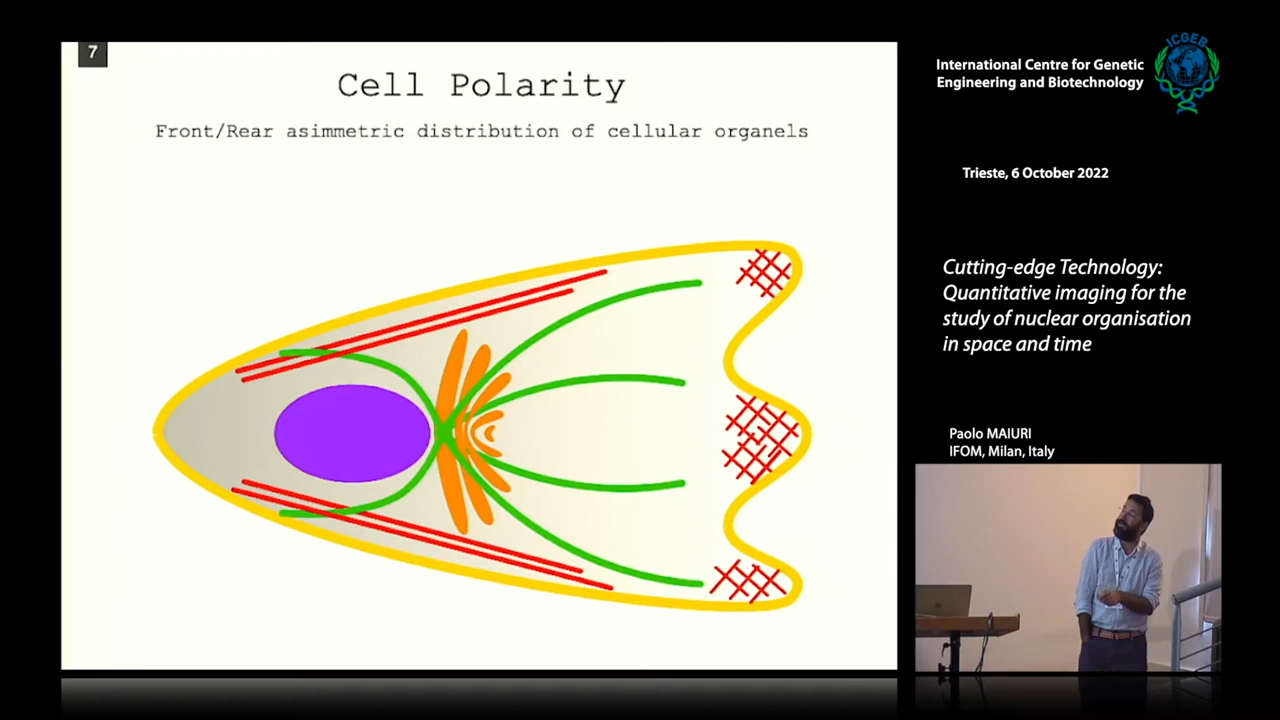 7
Cell Polarity
Front/Rear asimmetric distribution of cellular organels
International Centre for Genetic
Engineering and Biotechnology
ICGEB
Trieste, 6 October 2022
Cutting-edge Technology:
Quantitative imaging for the
study of nuclear organisation
in space and time
Paolo MAIURI
IFOM, Milan, Italy